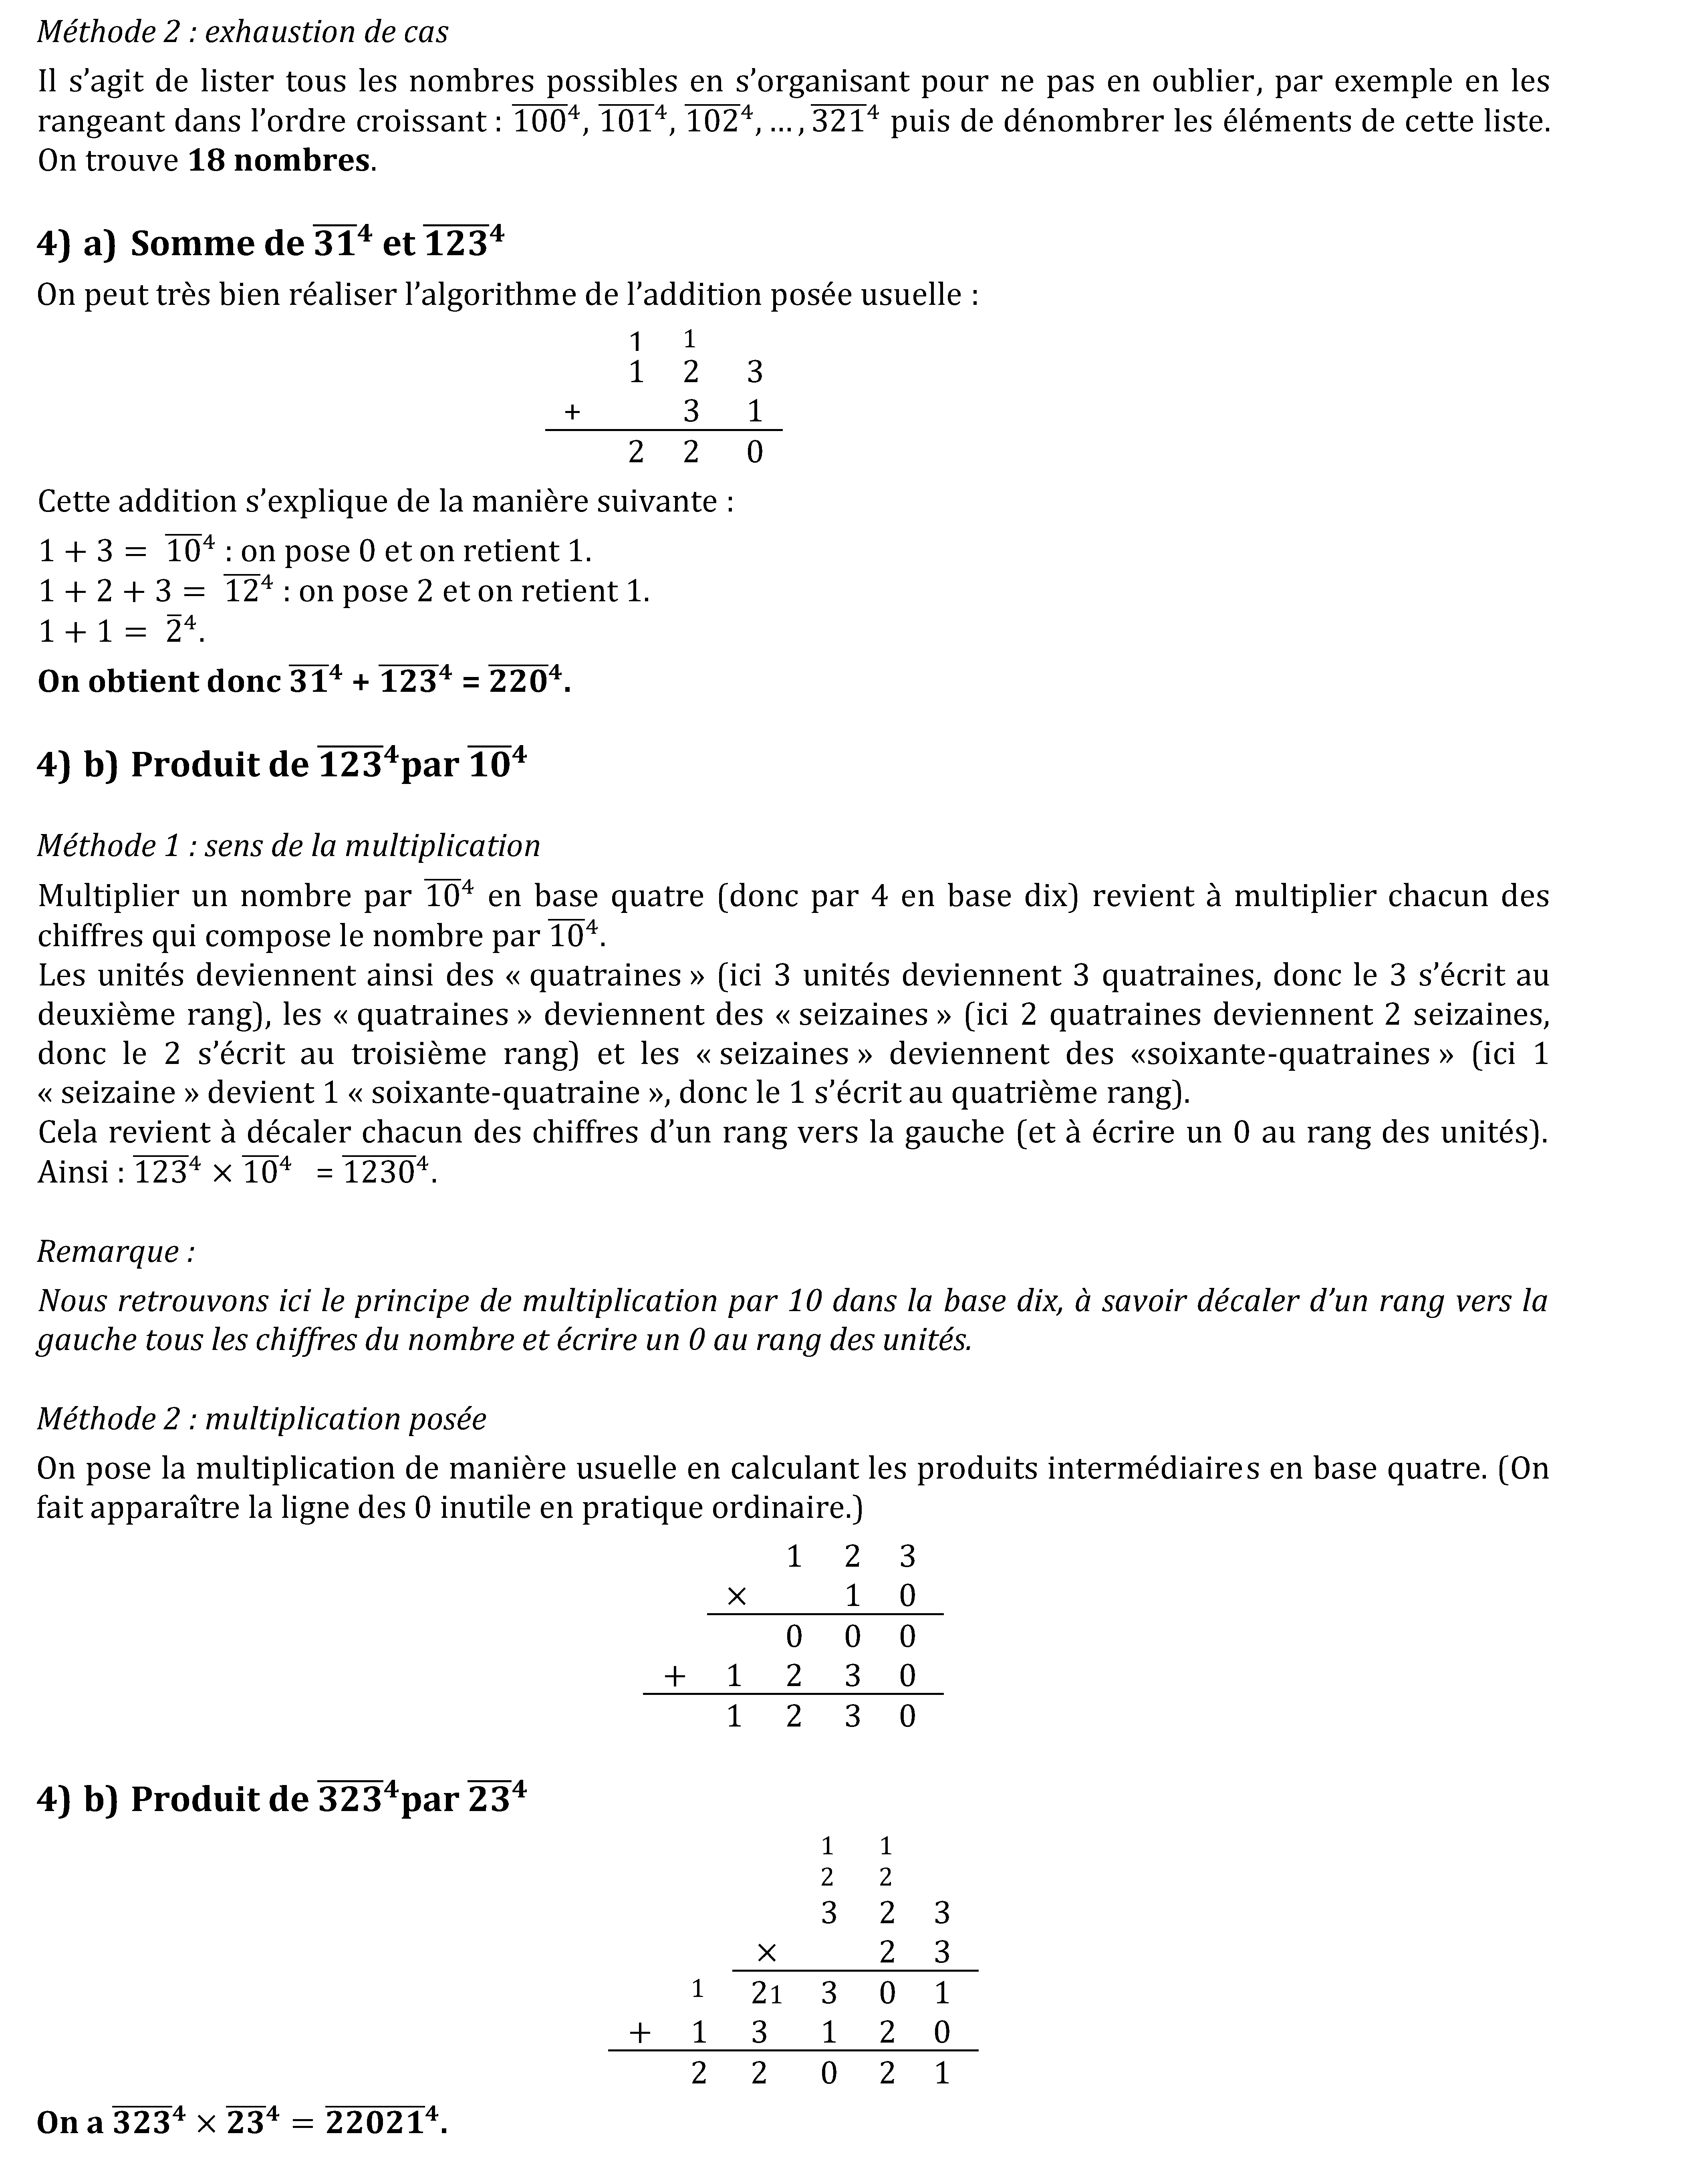 Méthode 2 : exhaustion de cas
Il s’agit de lister tous les nombres possibles en s’organisant pour ne pas en oublier, par exemple en les
rangeant dans l’ordre croissant : $\overline{100}^4$, $\overline{101}^4$, $\overline{102}^4$, … , $\overline{321}^4$ puis de dénombrer les éléments de cette liste.
On trouve 18 nombres.
4) a) Somme de $\overline{31}^4$ et $\overline{123}^4$
On peut très bien réaliser l’algorithme de l’addition posée usuelle :
1 1
1 2 3
+ 3 1
2 2 0
Cette addition s’explique de la manière suivante :
1 + 3 = $\overline{10}^4$ : on pose 0 et on retient 1.
1 + 2 + 3 = $\overline{12}^4$ : on pose 2 et on retient 1.
1 + 1 = $\overline{2}^4$.
On obtient donc $\overline{31}^4$ + $\overline{123}^4$ = $\overline{220}^4$.
4) b) Produit de $\overline{123}^4$par $\overline{10}^4$
Méthode 1 : sens de la multiplication
Multiplier un nombre par $\overline{10}^4$ en base quatre (donc par 4 en base dix) revient à multiplier chacun des
chiffres qui compose le nombre par $\overline{10}^4$.
Les unités deviennent ainsi des « quatraines » (ici 3 unités deviennent 3 quatraines, donc le 3 s’écrit au
deuxième rang), les « quatraines » deviennent des « seizaines » (ici 2 quatraines deviennent 2 seizaines,
donc le 2 s’écrit au troisième rang) et les « seizaines » deviennent des «soixante-quatraines » (ici 1
« seizaine » devient 1 « soixante-quatraine », donc le 1 s’écrit au quatrième rang).
Cela revient à décaler chacun des chiffres d’un rang vers la gauche (et à écrire un 0 au rang des unités).
Ainsi : $\overline{123}^4$ × $\overline{10}^4$ = $\overline{1230}^4$.
Remarque :
Nous retrouvons ici le principe de multiplication par 10 dans la base dix, à savoir décaler d’un rang vers la
gauche tous les chiffres du nombre et écrire un 0 au rang des unités.
Méthode 2 : multiplication posée
On pose la multiplication de manière usuelle en calculant les produits intermédiaires en base quatre. (On
fait apparaître la ligne des 0 inutile en pratique ordinaire.)
1 2 3
× 1 0
0 0 0
+ 1 2 3 0
1 2 3 0
4) b) Produit de $\overline{323}^4$par $\overline{23}^4$
1 1
2 2
3 2 3
× 2 3
1 21 3 0 1
+ 1 3 1 2 0
2 2 0 2 1
On a $\overline{323}^4$ × $\overline{23}^4$ = $\overline{22021}^4$.